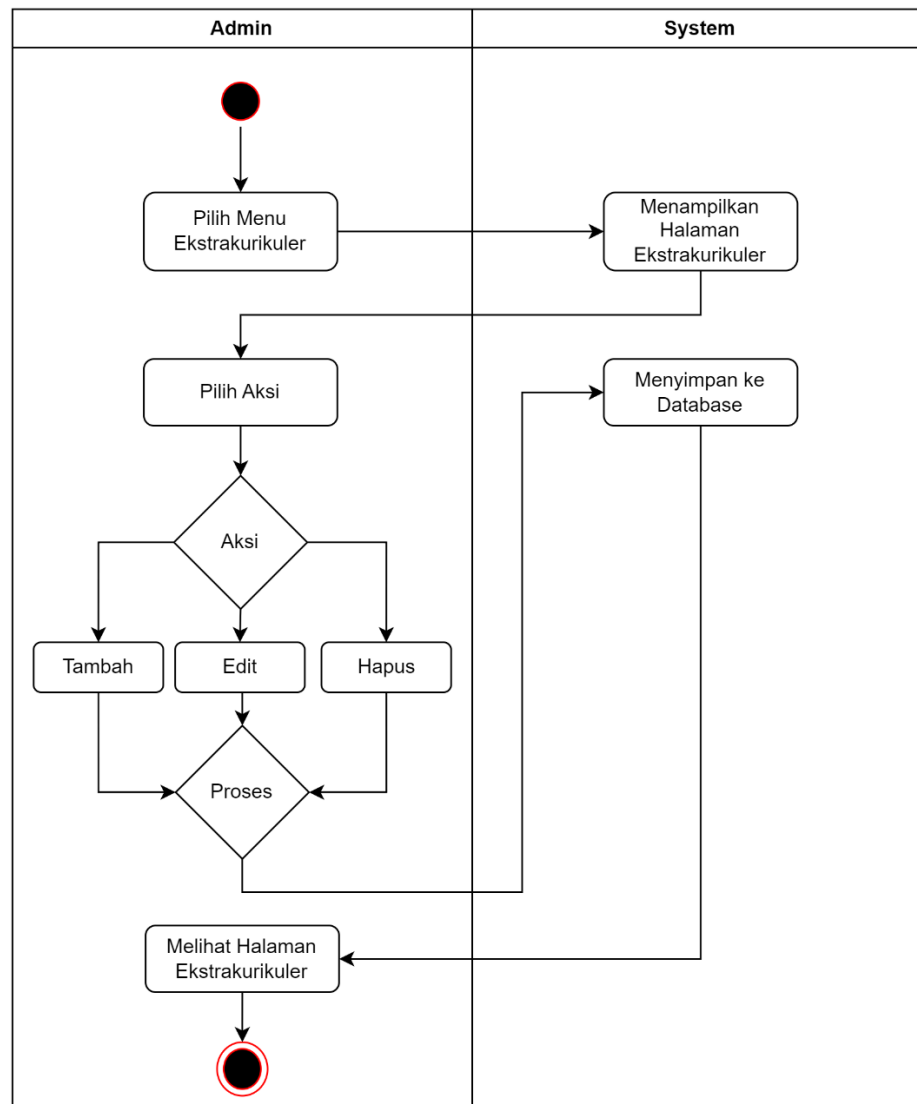 Admin
System
Pilih Menu
Ekstrakurikuler
Menampilkan
Halaman
Ekstrakurikuler
Pilih Aksi
Menyimpan ke
Database
Aksi
Tambah
Edit
Hapus
Proses
Melihat Halaman
Ekstrakurikuler